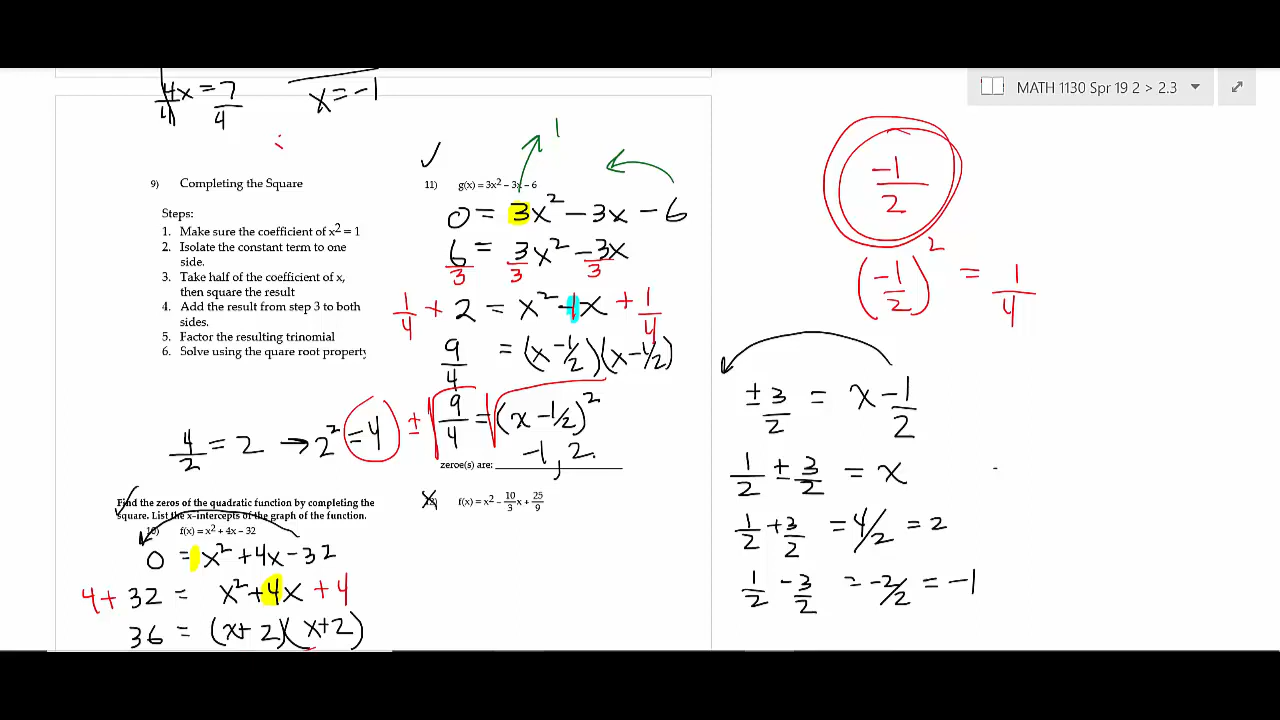 4x = 7
4 4
x = -1
MATH 1130 Spr 19 2 > 2.3
9) Completing the Square
Steps:
1. Make sure the coefficient of x² = 1
2. Isolate the constant term to one
side.
3. Take half of the coefficient of x,
then square the result
4. Add the result from step 3 to both
sides.
5. Factor the resulting trinomial
6. Solve using the quare root property
4/2 = 2 → 2² = 4
Find the zeros of the quadratic function by completing the
square. List the x-intercepts of the graph of the function.
f(x) = x² + 4x - 32
0 = 1x² + 4x - 32
4 + 32 = x² + 4x + 4
36 = (x + 2)(x + 2)
✓ 1
11) g(x) = 3x² - 3x - 6
0 = 3x² - 3x - 6
6/3 = 3/3 x² - 3x/3
1/4 + 2 = x² - 1x + 1/4
9/4 = (x - 1/2)(x - 1/2)
± √9/4 = √(x - 1/2)²
-1, 2.
zeroe(s) are:
f(x) = x² - 10/3 x + 25/9
-1/2
(-1/2)² = 1/4
± 3/2 = x - 1/2
1/2 ± 3/2 = x
1/2 + 3/2 = 4/2 = 2
1/2 - 3/2 = -2/2 = -1